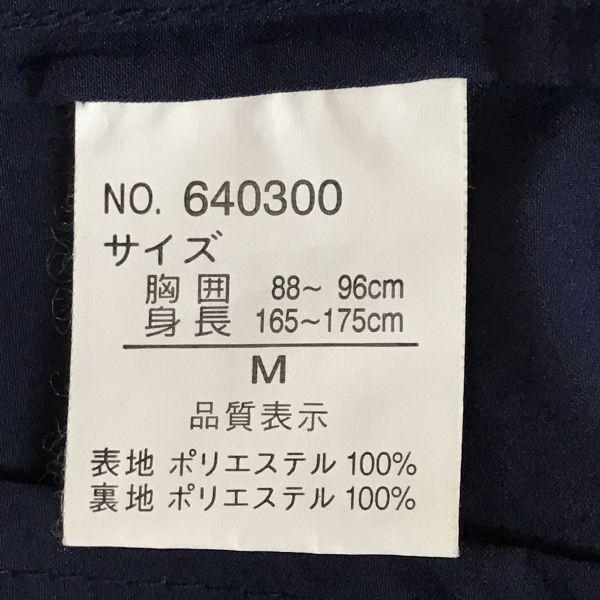 NO. 640300
サイズ
胸囲 88~ 96cm
身長 165~175cm
M
品質表示
表地 ポリエステル 100%
裏地 ポリエステル 100%